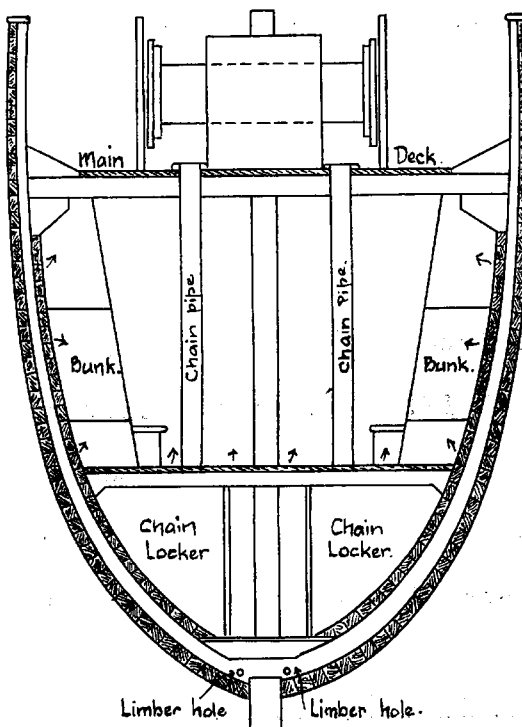 Main
Deck.
Chain pipe
Chain Pipe.
Bunk.
Bunk.
Chain
Locker
Chain
Locker.
Limber hole
Limber hole.